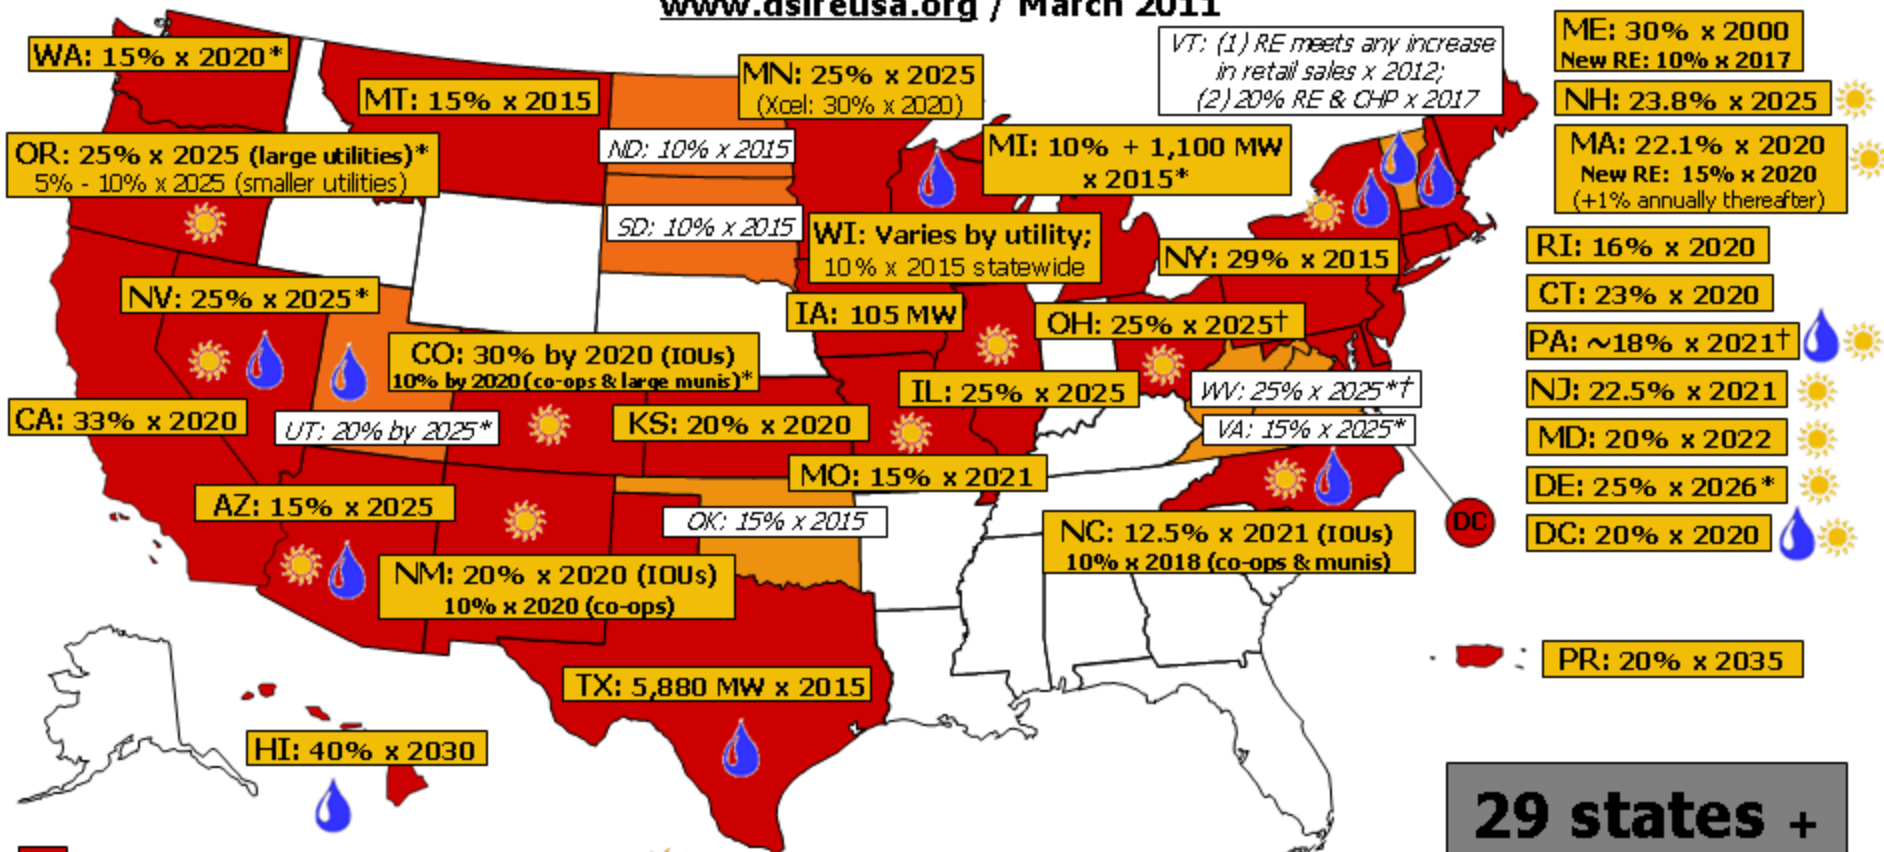 www.dsireusa.org / March 2011
WA: 15% x 2020*
MT: 15% x 2015
MN: 25% x 2025
(Xcel: 30% x 2020)
VT: (1) RE meets any increase
in retail sales x 2012;
(2) 20% RE & CHP x 2017
ME: 30% x 2000
New RE: 10% x 2017
NH: 23.8% x 2025
OR: 25% x 2025 (large utilities)*
5% - 10% x 2025 (smaller utilities)
ND: 10% x 2015
MI: 10% + 1,100 MW
x 2015*
MA: 22.1% x 2020
New RE: 15% x 2020
(+1% annually thereafter)
SD: 10% x 2015
WI: Varies by utility;
10% x 2015 statewide
NY: 29% x 2015
RI: 16% x 2020
NV: 25% x 2025*
IA: 105 MW
OH: 25% x 2025†
CT: 23% x 2020
CO: 30% by 2020 (IOUs)
10% by 2020 (co-ops & large munis)*
PA: ~18% x 2021†
IL: 25% x 2025
WV: 25% x 2025*†
NJ: 22.5% x 2021
CA: 33% x 2020
UT: 20% by 2025*
KS: 20% x 2020
VA: 15% x 2025*
MD: 20% x 2022
MO: 15% x 2021
DE: 25% x 2026*
AZ: 15% x 2025
OK: 15% x 2015
NC: 12.5% x 2021 (IOUs)
10% x 2018 (co-ops & munis)
DC
DC: 20% x 2020
NM: 20% x 2020 (IOUs)
10% x 2020 (co-ops)
PR: 20% x 2035
TX: 5,880 MW x 2015
HI: 40% x 2030
29 states +